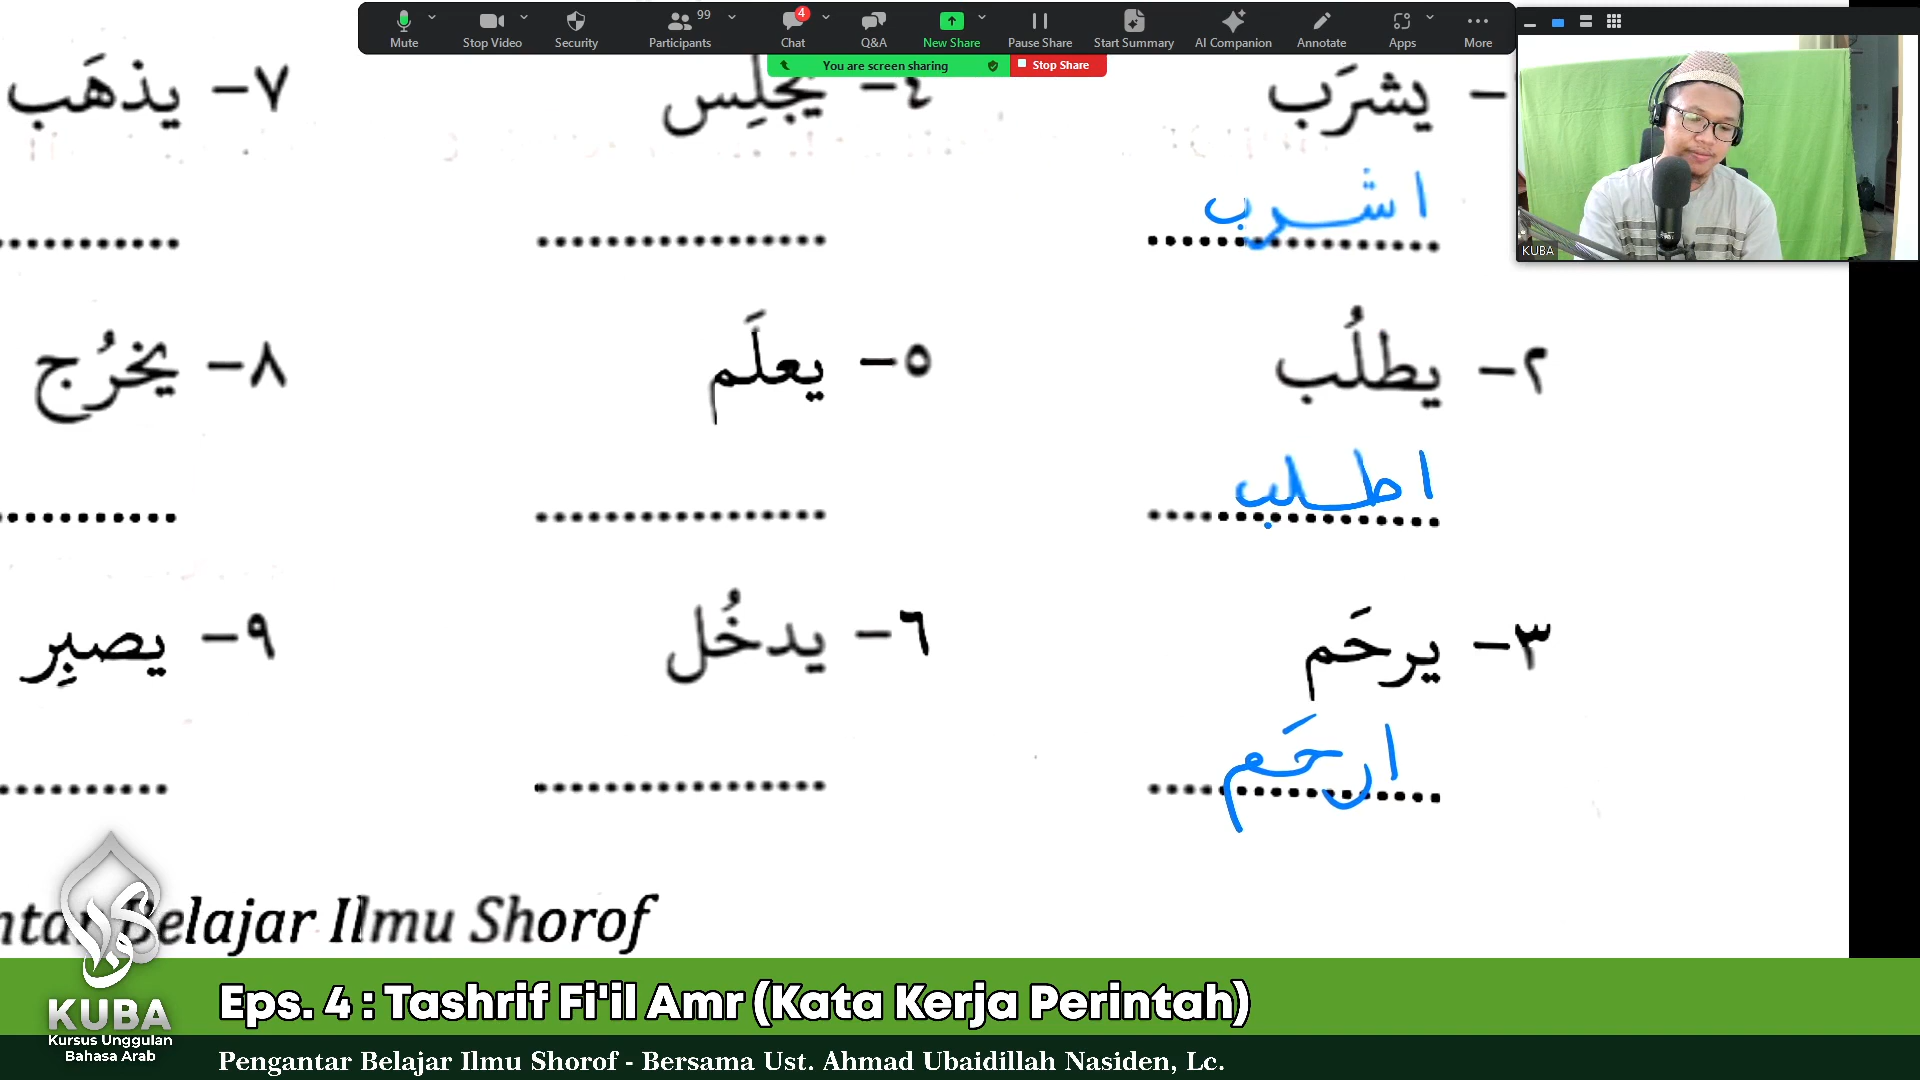 Mute
Stop Video
Security
Participants 99
Chat 4
Q&A
New Share
Pause Share
Start Summary
AI Companion
Annotate
Apps
More
You are screen sharing
Stop Share
KUBA
- يشرَب
٤- يجلِس
٧- يذهَب
اشرب
٢- يطلُب
٥- يعلَم
٨- يخرُج
اطلب
٣- يرحَم
٦- يدخُل
٩- يصبِر
ارحَم
ntar Belajar Ilmu Shorof
KUBA
Kursus Unggulan
Bahasa Arab
Eps. 4 : Tashrif Fi'il Amr (Kata Kerja Perintah)
Pengantar Belajar Ilmu Shorof - Bersama Ust. Ahmad Ubaidillah Nasiden, Lc.